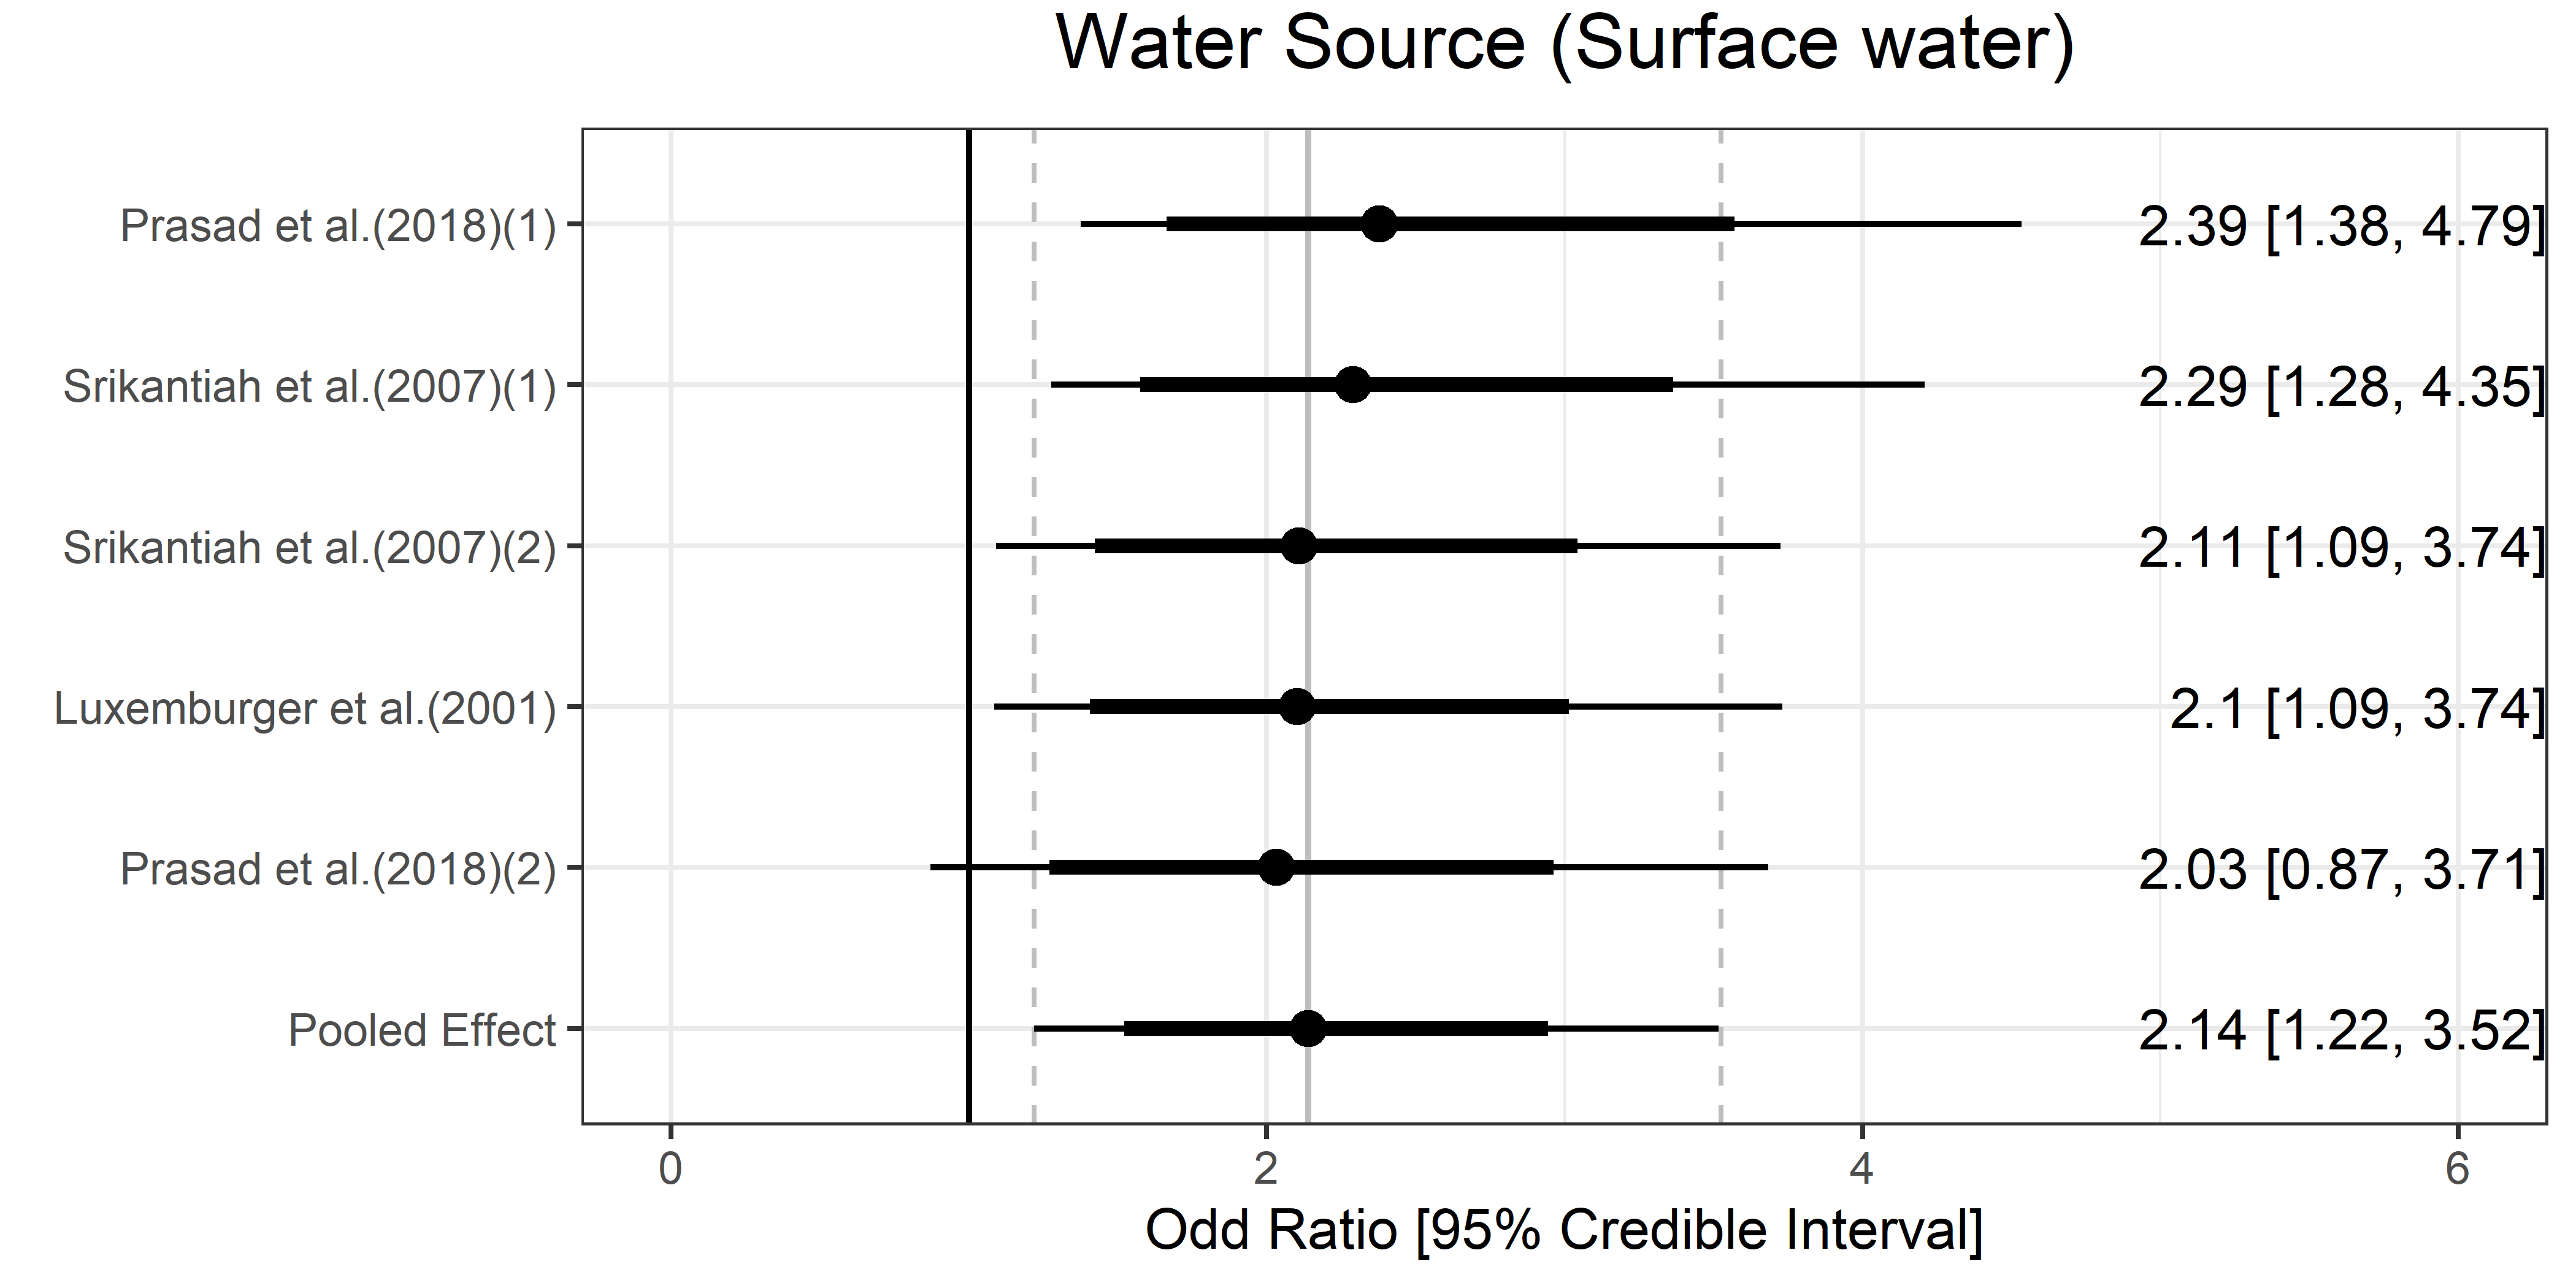 Water Source (Surface water)
Prasad et al.(2018)(1) 2.39 [1.38, 4.79]
Srikantiah et al.(2007)(1) 2.29 [1.28, 4.35]
Srikantiah et al.(2007)(2) 2.11 [1.09, 3.74]
Luxemburger et al.(2001) 2.1 [1.09, 3.74]
Prasad et al.(2018)(2) 2.03 [0.87, 3.71]
Pooled Effect 2.14 [1.22, 3.52]
0 2 4 6
Odd Ratio [95% Credible Interval]